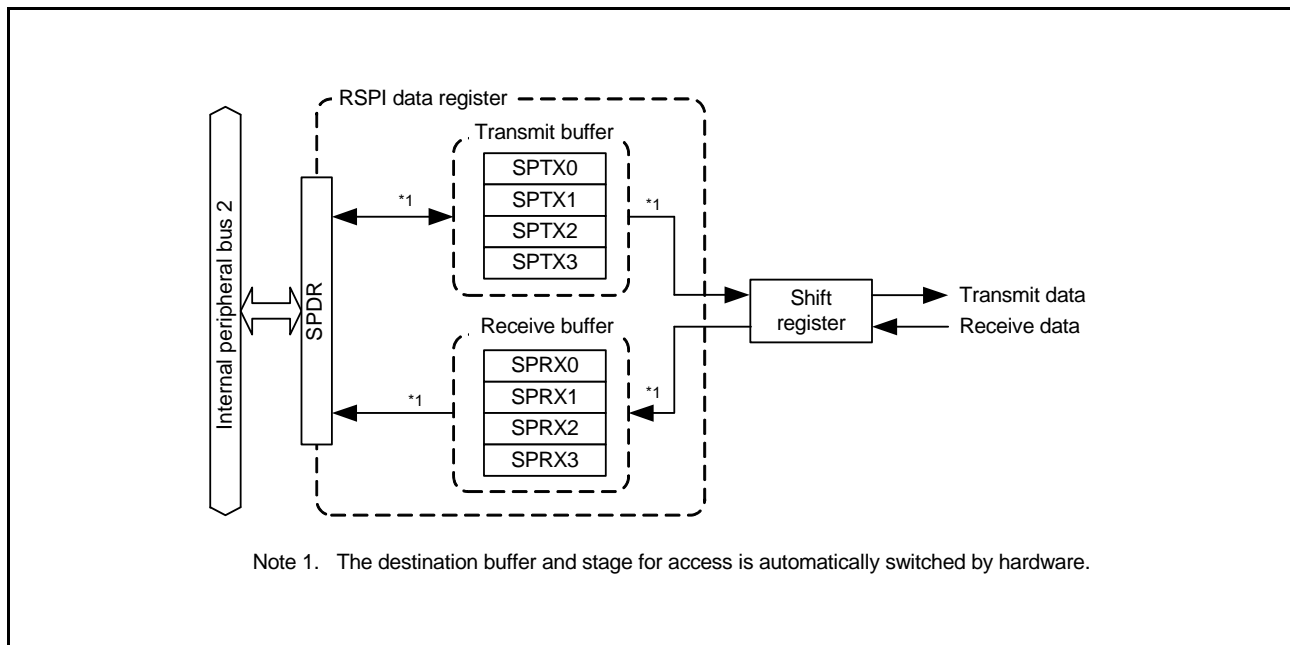 RSPI data register
Transmit buffer
SPTX0
SPTX1
SPTX2
SPTX3
*1
*1
Internal peripheral bus 2
SPDR
Shift
register
Transmit data
Receive data
Receive buffer
SPRX0
SPRX1
SPRX2
SPRX3
*1
*1
Note 1. The destination buffer and stage for access is automatically switched by hardware.